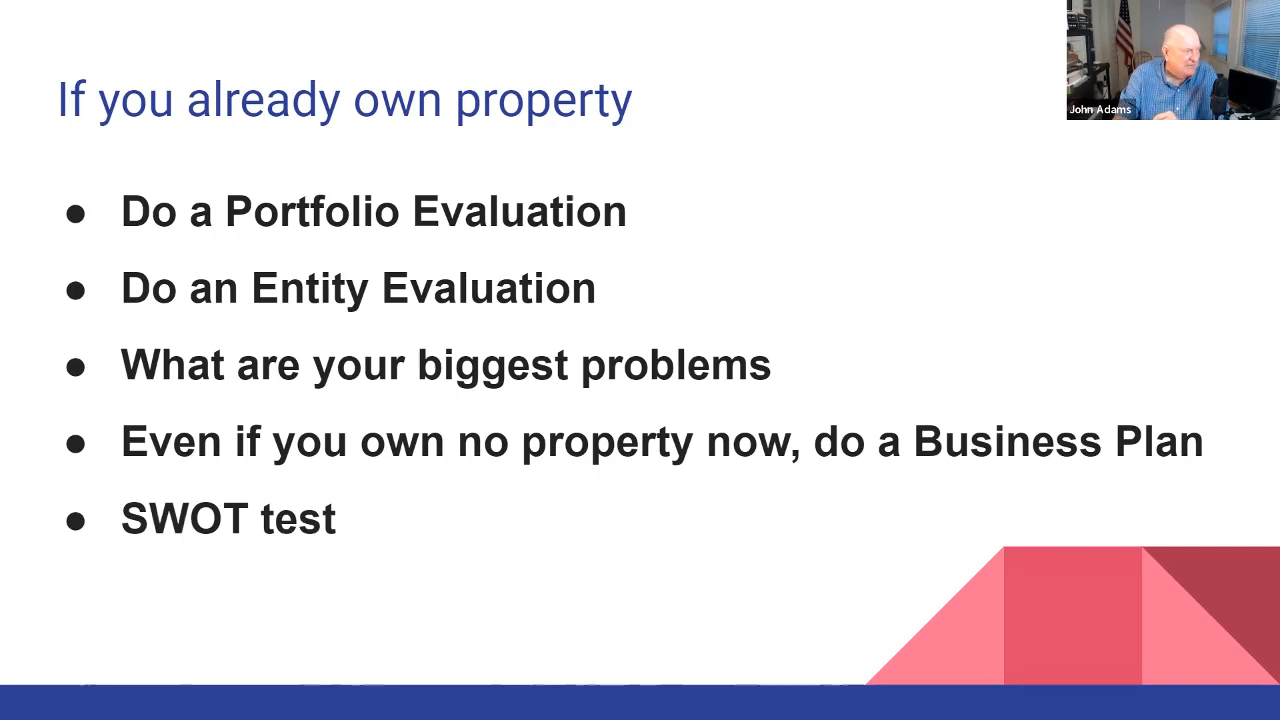 If you already own property
John Adams
● Do a Portfolio Evaluation
● Do an Entity Evaluation
● What are your biggest problems
● Even if you own no property now, do a Business Plan
● SWOT test